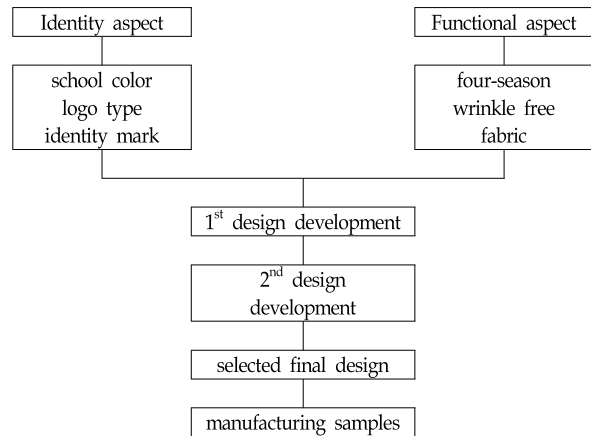 Identity aspect
Functional aspect
school color
logo type
identity mark
four-season
wrinkle free
fabric
1st design development
2nd design
development
selected final design
manufacturing samples